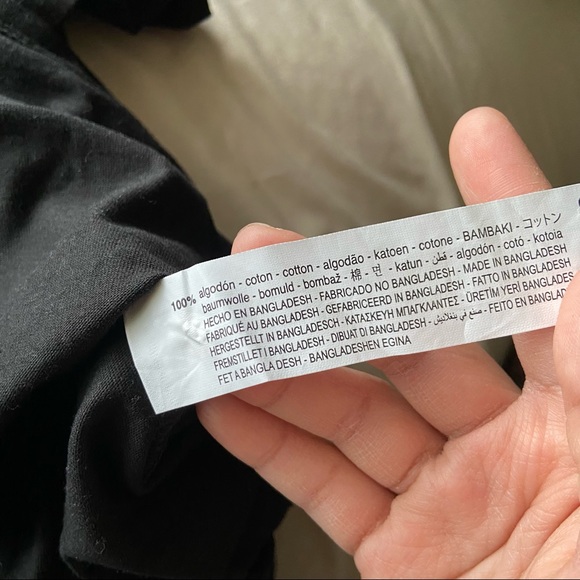 100% algodón - coton - cotton - algodão - katoen - cotone - BAMBAKI - コットン
baumwolle - bomuld - bombaž - 棉 - 면 - katun - قطن - algodón - cotó - kotoia
HECHO EN BANGLADESH - FABRICADO NO BANGLADESH - MADE IN BANGLADESH
FABRIQUÉ AU BANGLADESH - GEFABRICEERD IN BANGLADESH - FATTO IN BANGLADESH
HERGESTELLT IN BANGLADESCH - ΚΑΤΑΣΚΕΥΗ ΜΠΑΓΚΛΑΝΤΕΣ - ÜRETİM YERİ BANGLADEŞ
FREMSTILLET I BANGLADESH - DIBUAT DI BANGLADESH - صنع في بنغلاديش - FEITO EN BANGLAD
FET A BANGLA DESH - BANGLADESHEN EGINA